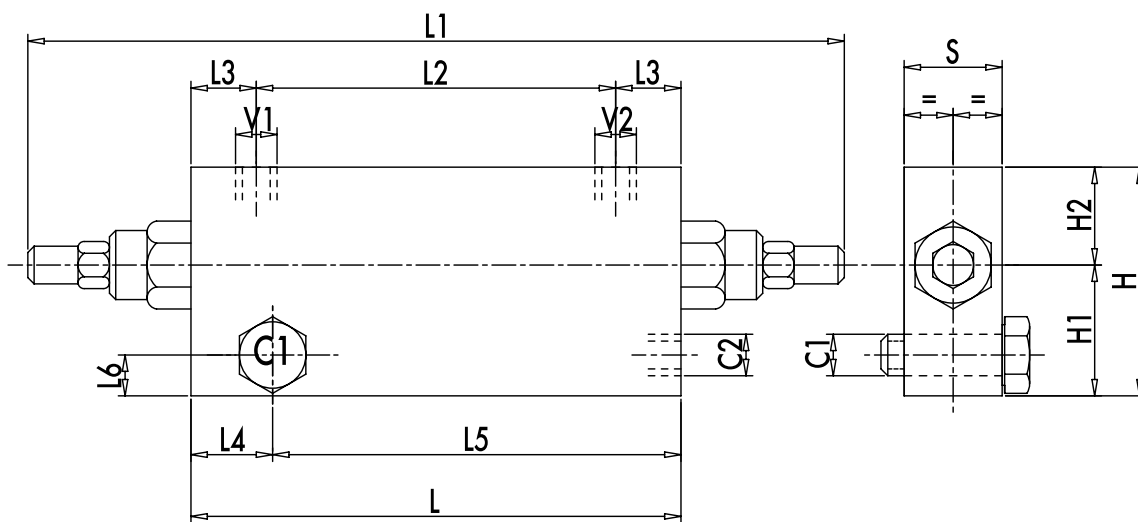 L1
L3 L2 L3 S
= =
V1 V2
H2
H
H1
C1 C2 C1
L6
L4 L5
L